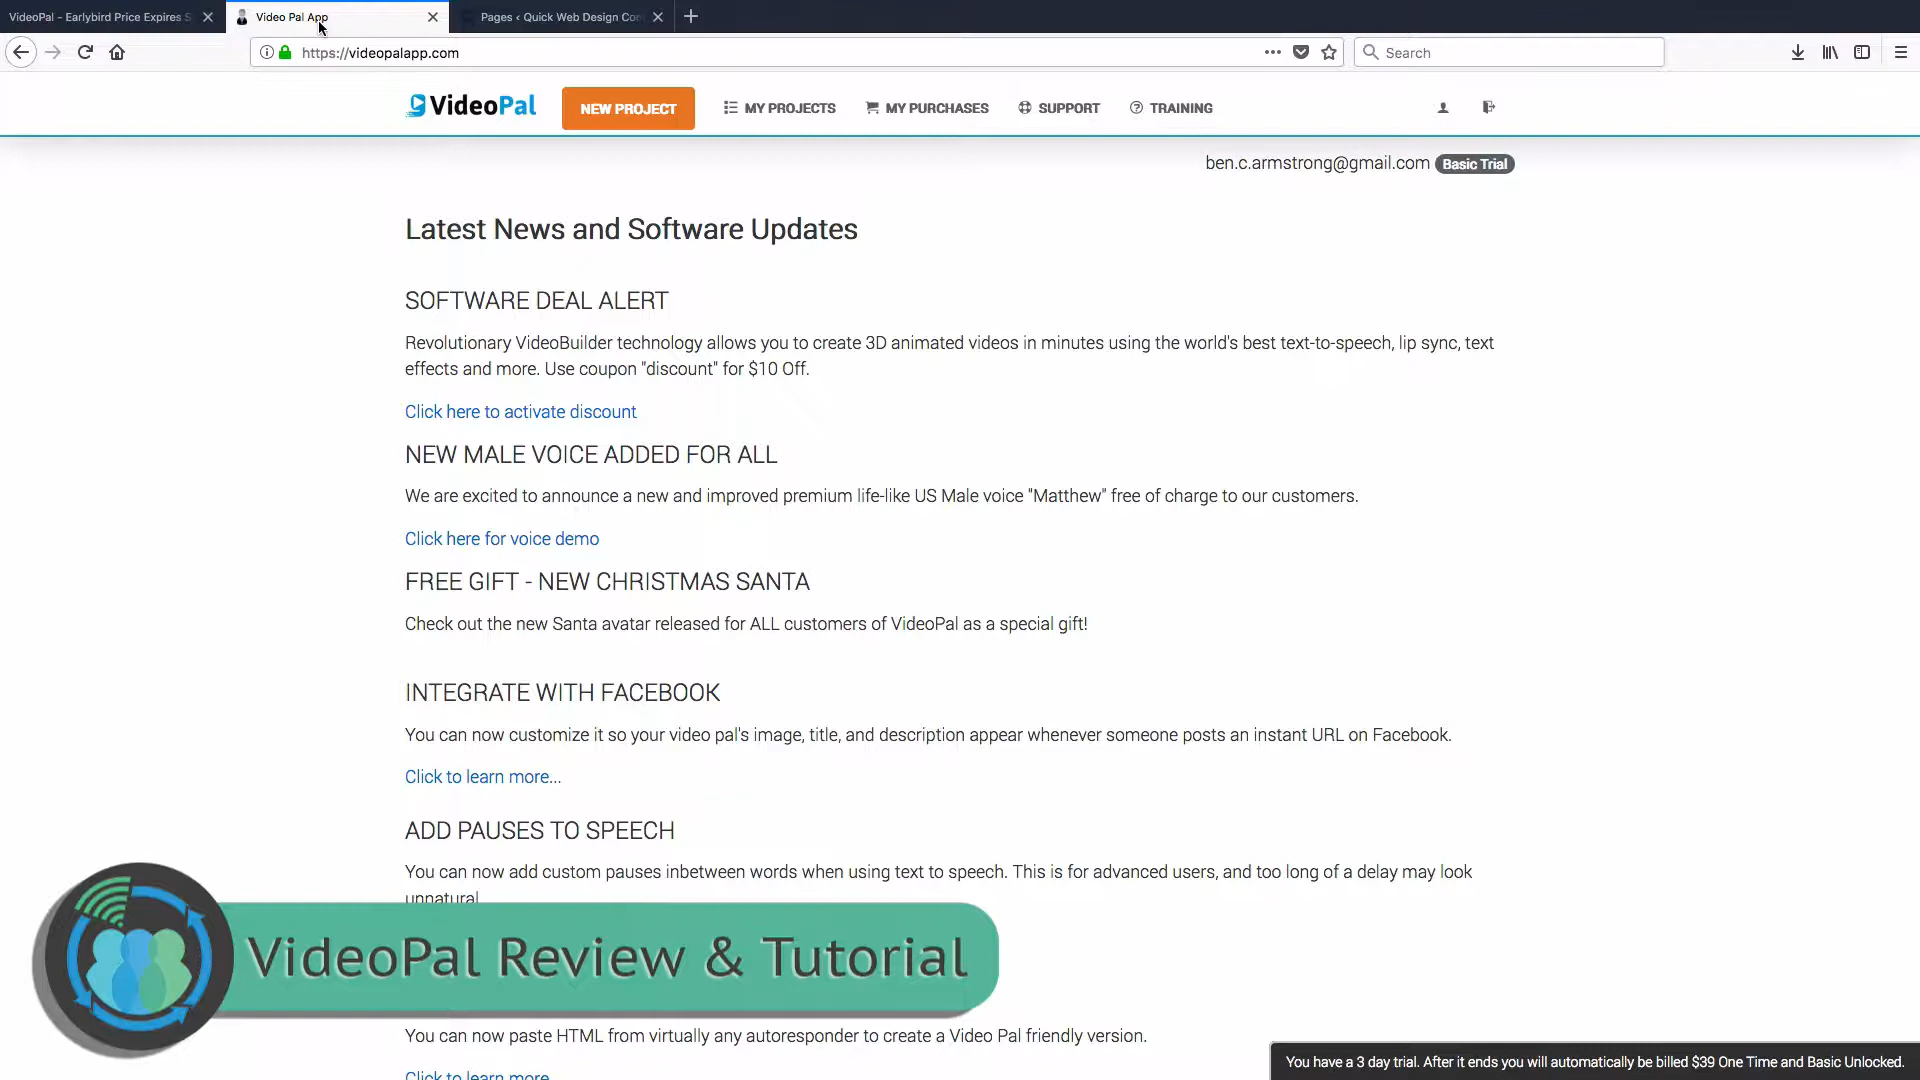 VideoPal - Earlybird Price Expires S
Video Pal App
Pages ‹ Quick Web Design Con
https://videopalapp.com
Search
VideoPal
NEW PROJECT
MY PROJECTS
MY PURCHASES
SUPPORT
TRAINING
ben.c.armstrong@gmail.com Basic Trial
Latest News and Software Updates
SOFTWARE DEAL ALERT
Revolutionary VideoBuilder technology allows you to create 3D animated videos in minutes using the world's best text-to-speech, lip sync, text
effects and more. Use coupon "discount" for $10 Off.
Click here to activate discount
NEW MALE VOICE ADDED FOR ALL
We are excited to announce a new and improved premium life-like US Male voice "Matthew" free of charge to our customers.
Click here for voice demo
FREE GIFT - NEW CHRISTMAS SANTA
Check out the new Santa avatar released for ALL customers of VideoPal as a special gift!
INTEGRATE WITH FACEBOOK
You can now customize it so your video pal's image, title, and description appear whenever someone posts an instant URL on Facebook.
Click to learn more...
ADD PAUSES TO SPEECH
You can now add custom pauses inbetween words when using text to speech. This is for advanced users, and too long of a delay may look
unnatural
VideoPal Review & Tutorial
You can now paste HTML from virtually any autoresponder to create a Video Pal friendly version.
Click to learn more
You have a 3 day trial. After it ends you will automatically be billed $39 One Time and Basic Unlocked.